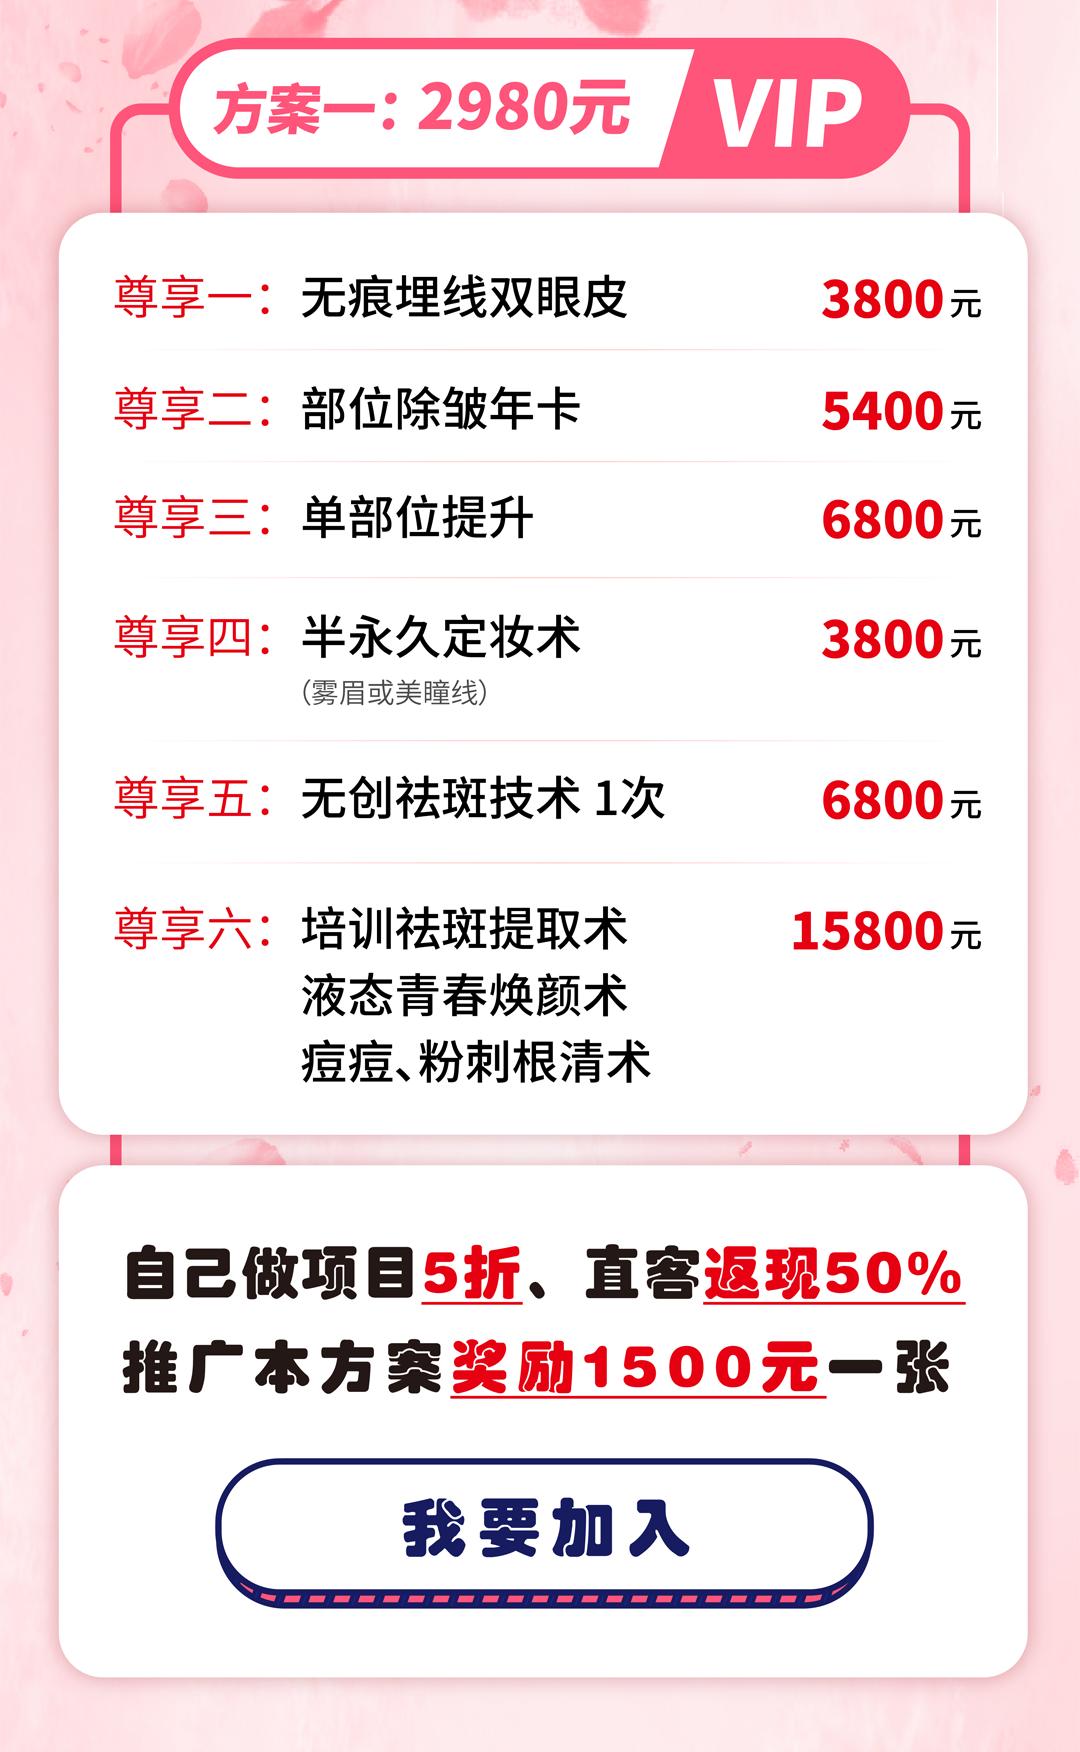 方案一：2980元 VIP
尊享一：无痕埋线双眼皮 3800元
尊享二：部位除皱年卡 5400元
尊享三：单部位提升 6800元
尊享四：半永久定妆术 3800元
(雾眉或美瞳线)
尊享五：无创祛斑技术 1次 6800元
尊享六：培训祛斑提取术 15800元
液态青春焕颜术
痘痘、粉刺根清术
自己做项目5折、直客返现50%
推广本方案奖励1500元一张
我要加入